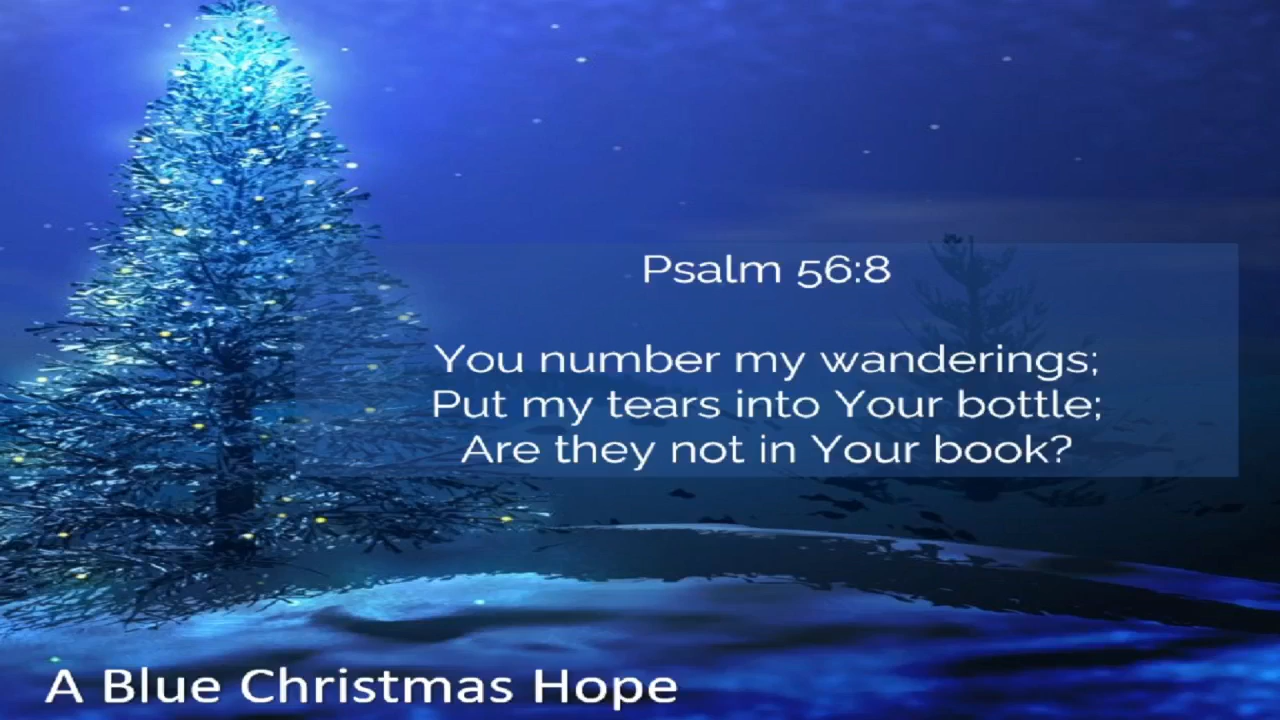 Psalm 56:8
You number my wanderings;
Put my tears into Your bottle;
Are they not in Your book?
A Blue Christmas Hope